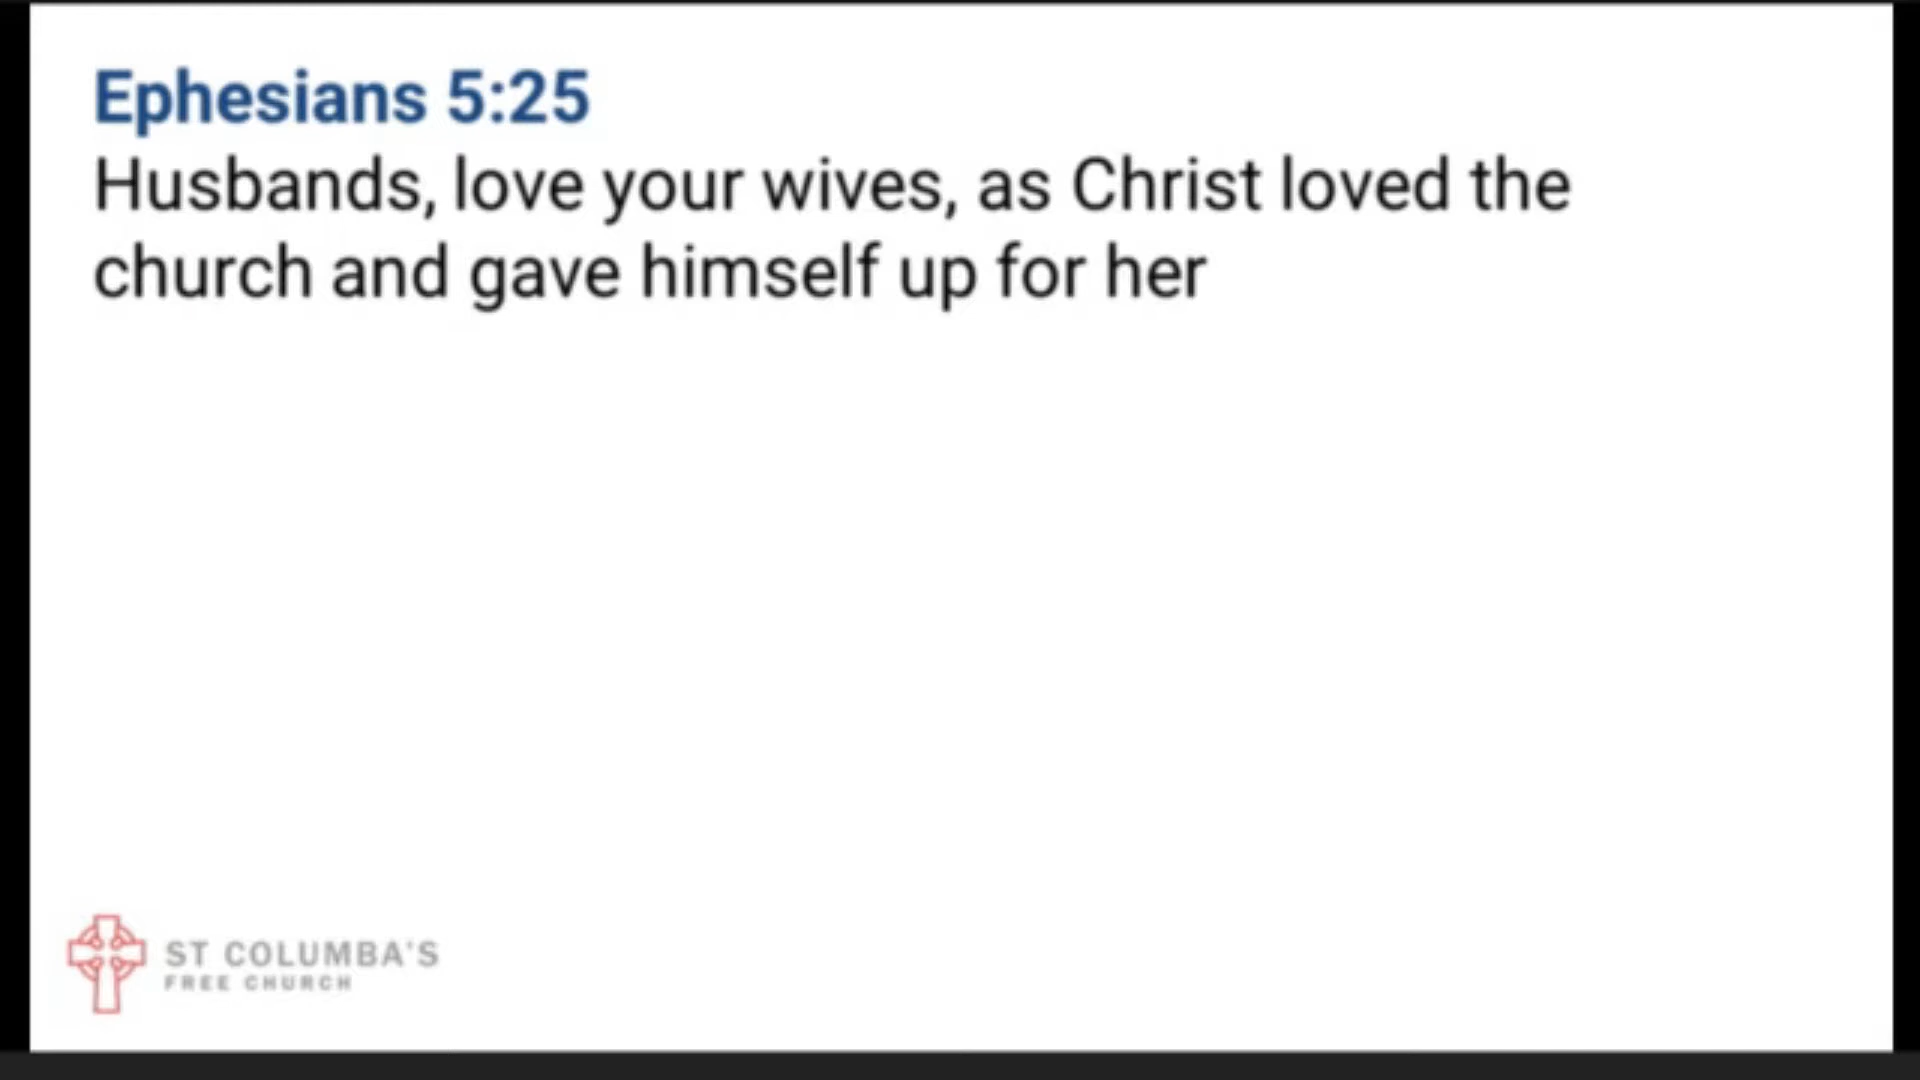 Ephesians 5:25
Husbands, love your wives, as Christ loved the
church and gave himself up for her
ST COLUMBA'S
FREE CHURCH